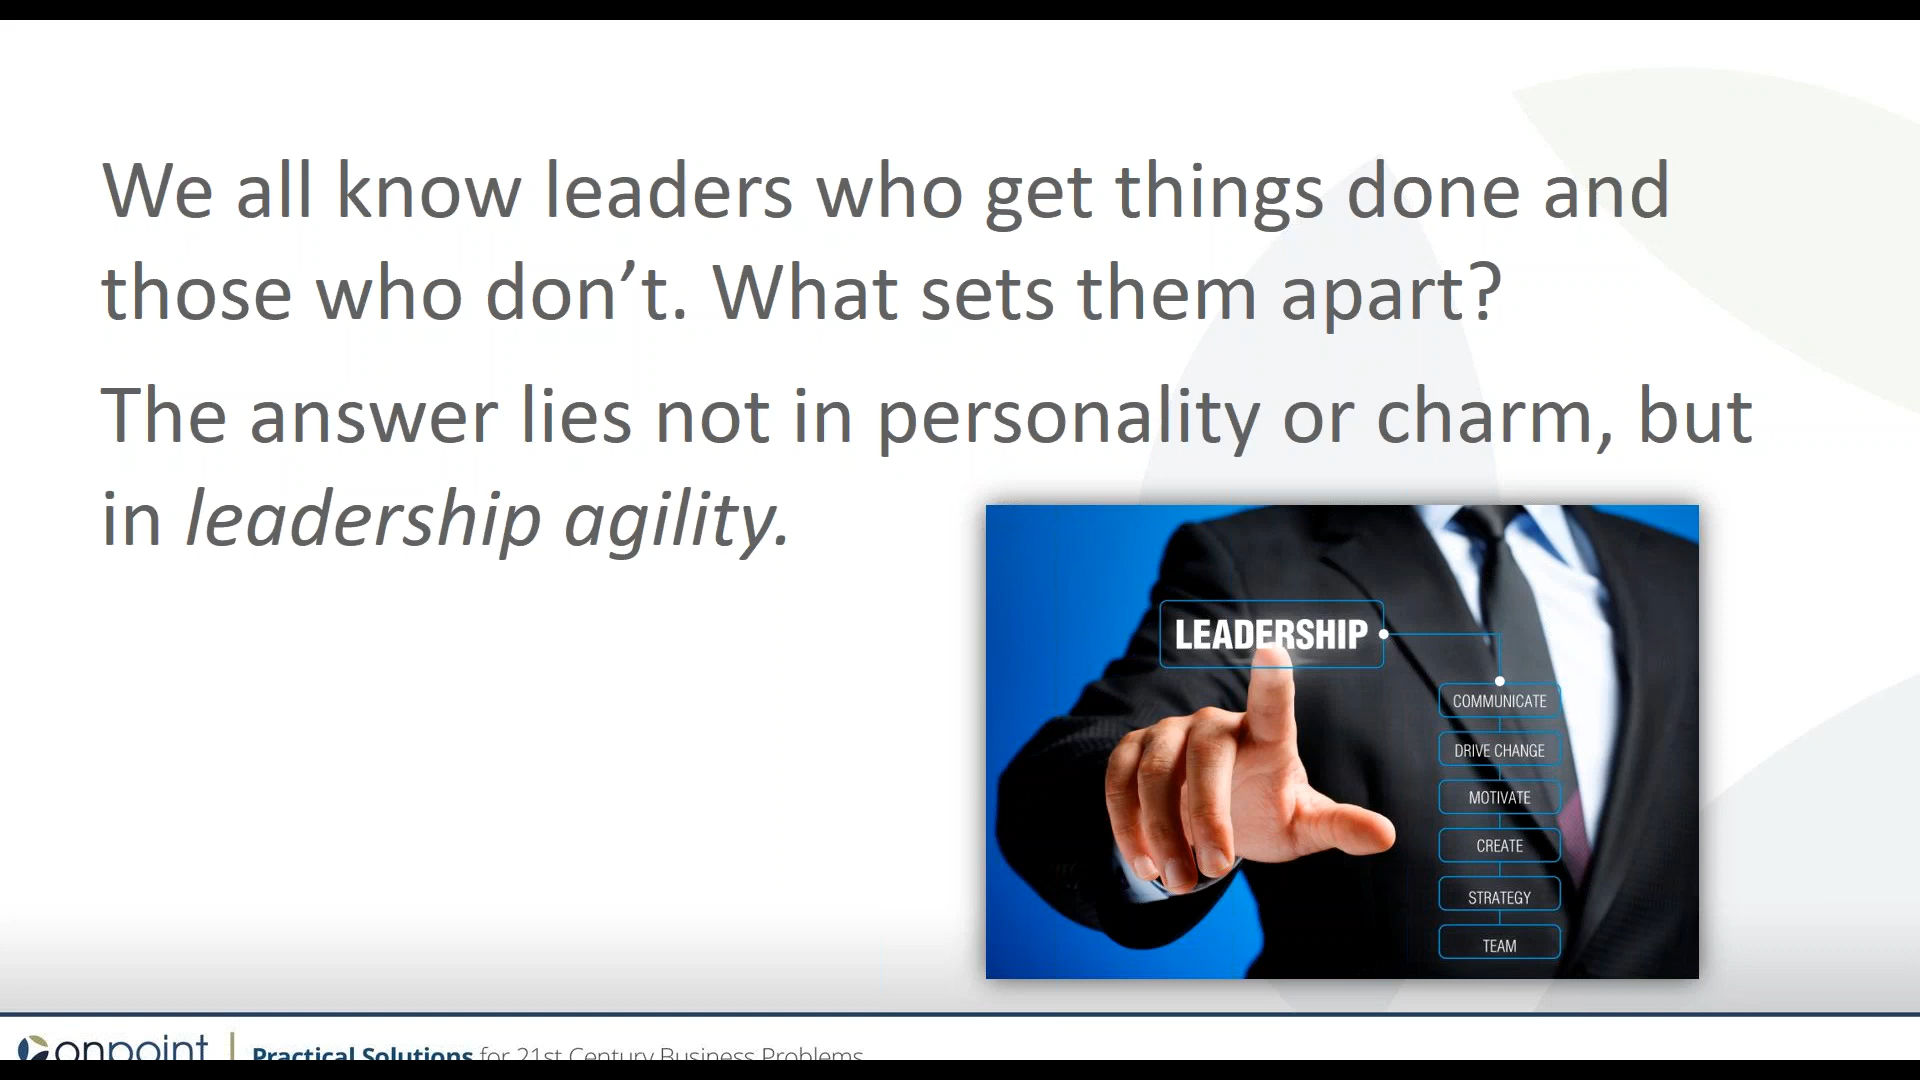 We all know leaders who get things done and
those who don’t. What sets them apart?
The answer lies not in personality or charm, but
in leadership agility.
LEADERSHIP
COMMUNICATE
DRIVE CHANGE
MOTIVATE
CREATE
STRATEGY
TEAM
onpoint
Practical Solutions for 21st Century Business Problems